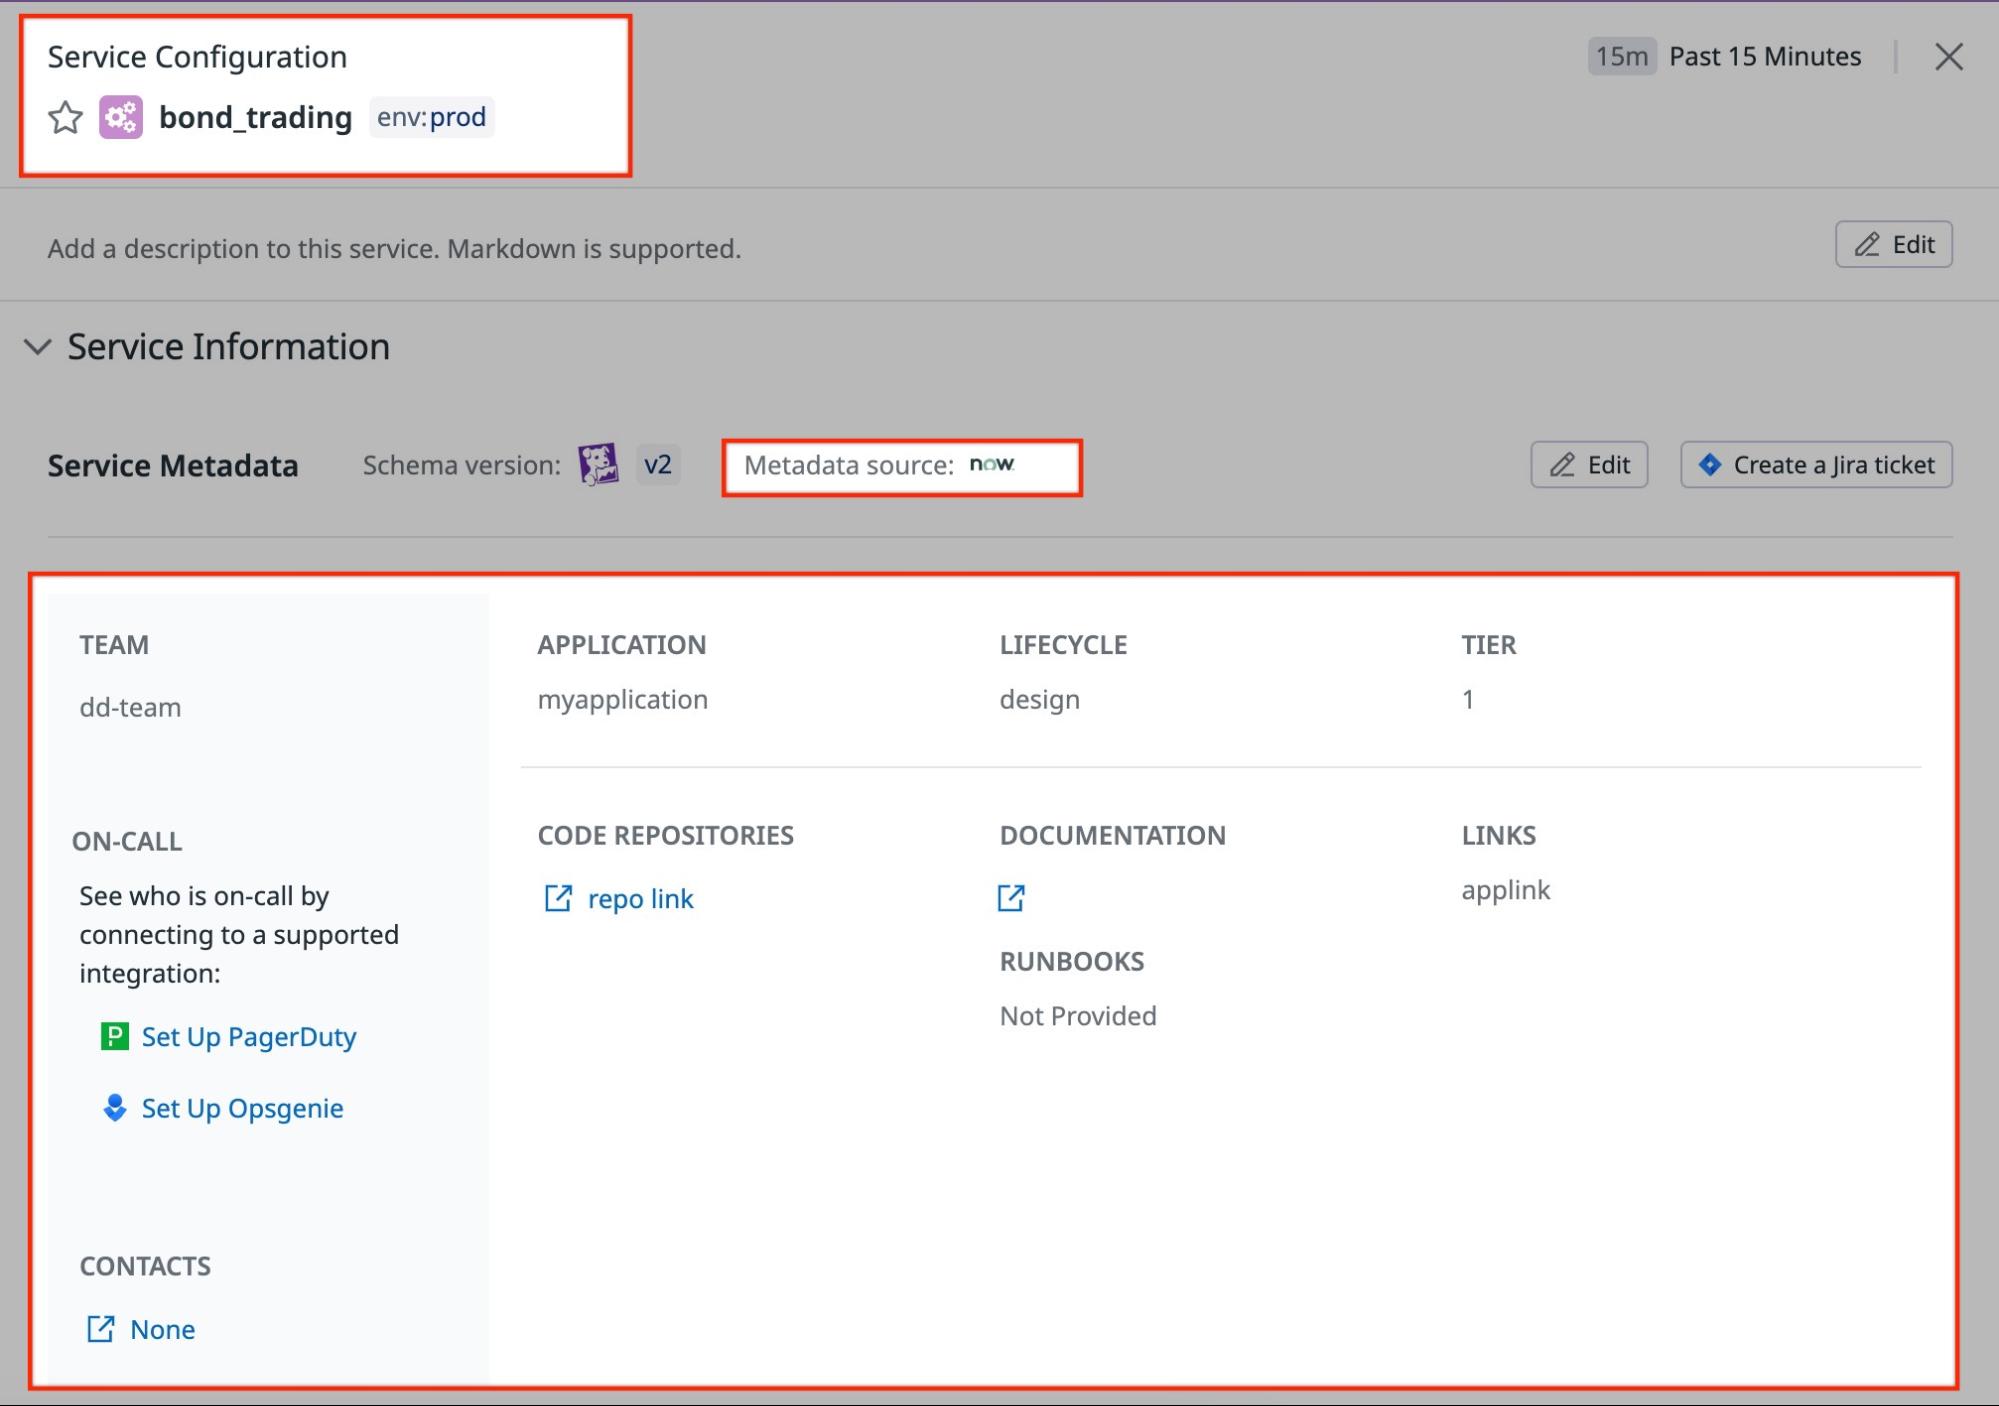 Service Configuration
15m Past 15 Minutes
bond_trading env:prod
Add a description to this service. Markdown is supported.
Edit
Service Information
Service Metadata
Schema version: v2
Metadata source: now
Edit
Create a Jira ticket
TEAM
dd-team
ON-CALL
See who is on-call by
connecting to a supported
integration:
P Set Up PagerDuty
Set Up Opsgenie
CONTACTS
None
APPLICATION
myapplication
LIFECYCLE
design
TIER
1
CODE REPOSITORIES
repo link
DOCUMENTATION
RUNBOOKS
Not Provided
LINKS
applink